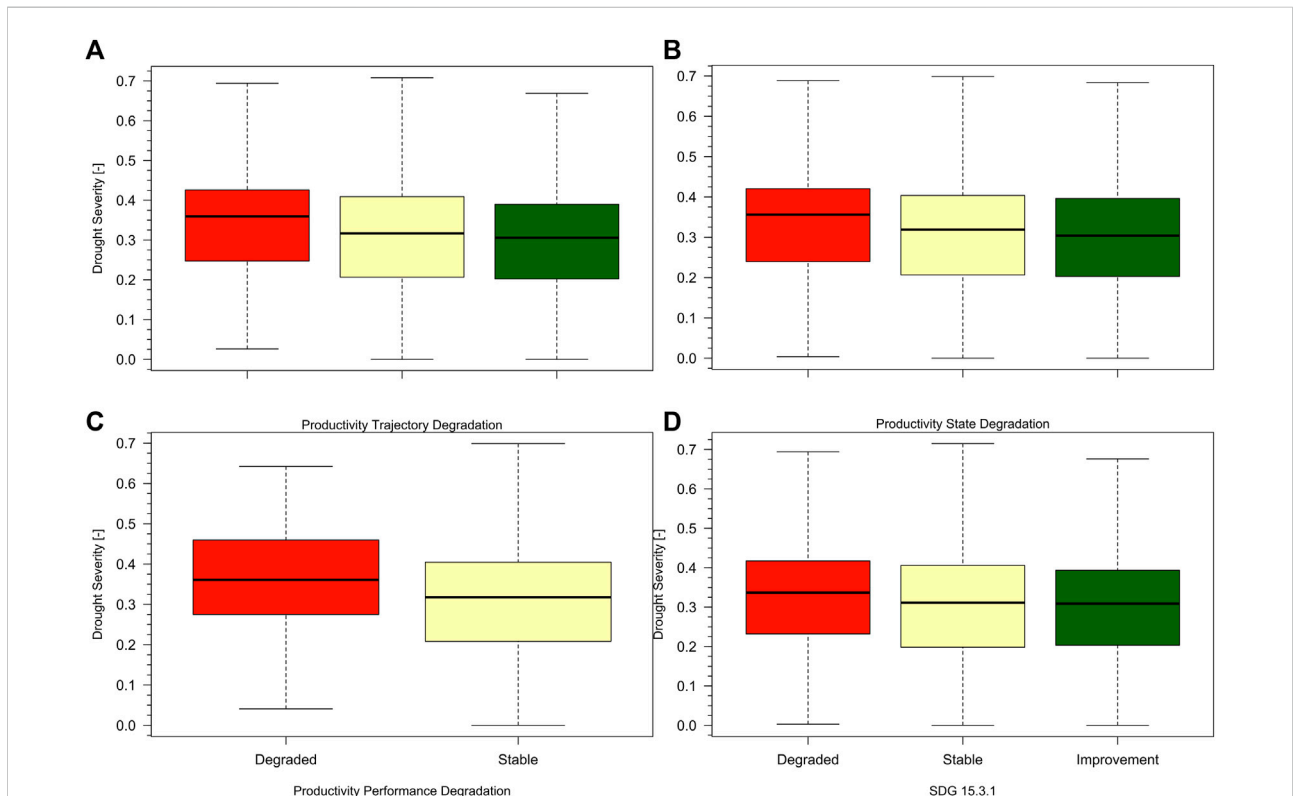 A
B
0.7
0.6
0.5
0.4
0.3
0.2
0.1
0.0
Drought Severity [-]
0.7
0.6
0.5
0.4
0.3
0.2
0.1
0.0
C
Productivity Trajectory Degradation
D
Productivity State Degradation
0.7
0.6
0.5
0.4
0.3
0.2
0.1
0.0
Drought Severity [-]
Degraded
Stable
Productivity Performance Degradation
0.7
0.6
0.5
0.4
0.3
0.2
0.1
0.0
Drought Severity [-]
Degraded
Stable
Improvement
SDG 15.3.1